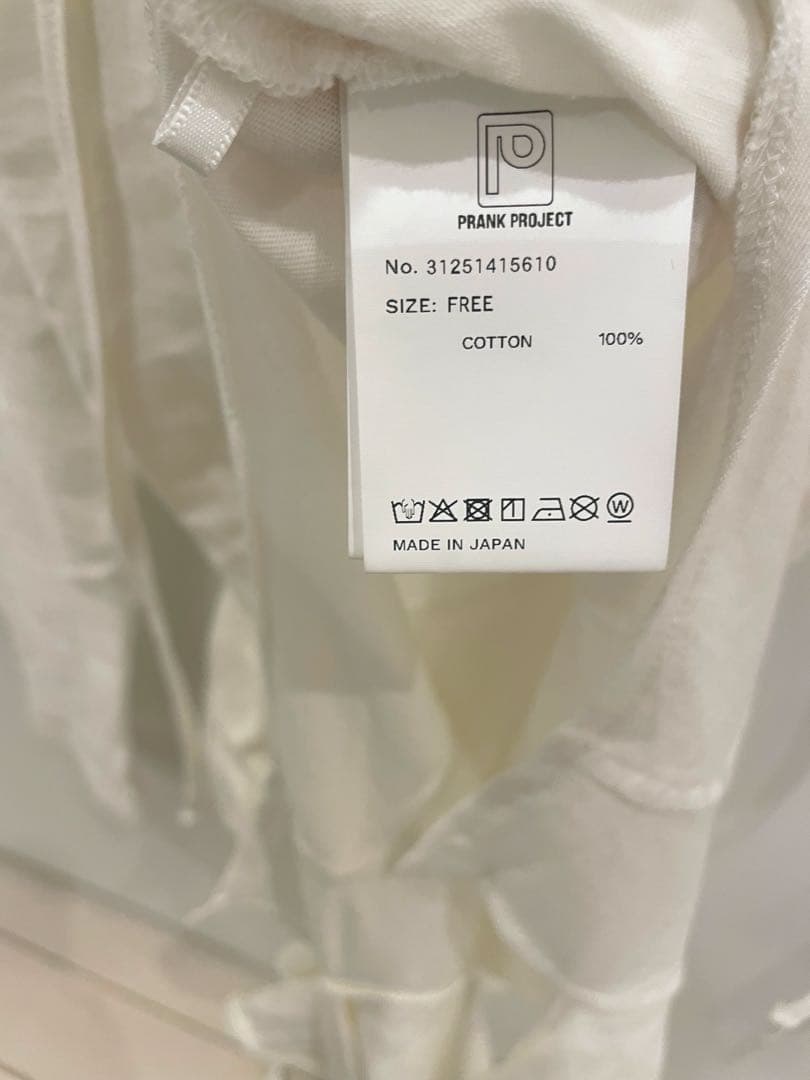 PRANK PROJECT
No. 31251415610
SIZE: FREE
COTTON 100%
W
MADE IN JAPAN